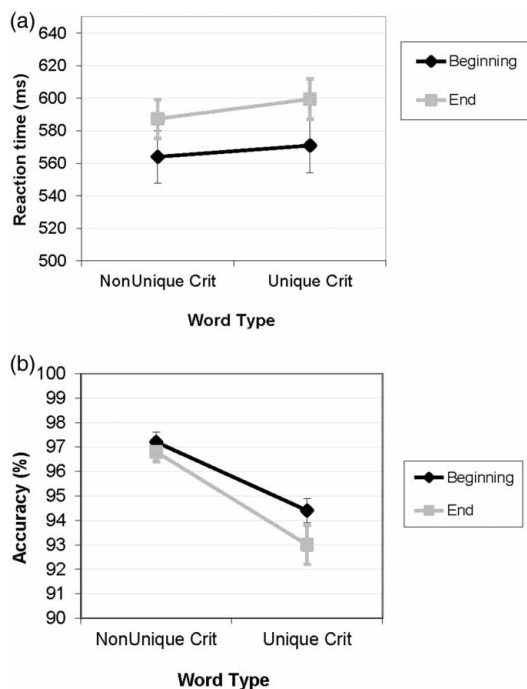 (a)
640
620
600
580
560
540
520
500
Reaction time (ms)
NonUnique Crit
Unique Crit
Word Type
Beginning
End
(b)
100
99
98
97
96
95
94
93
92
91
90
Accuracy (%)
NonUnique Crit
Unique Crit
Word Type
Beginning
End